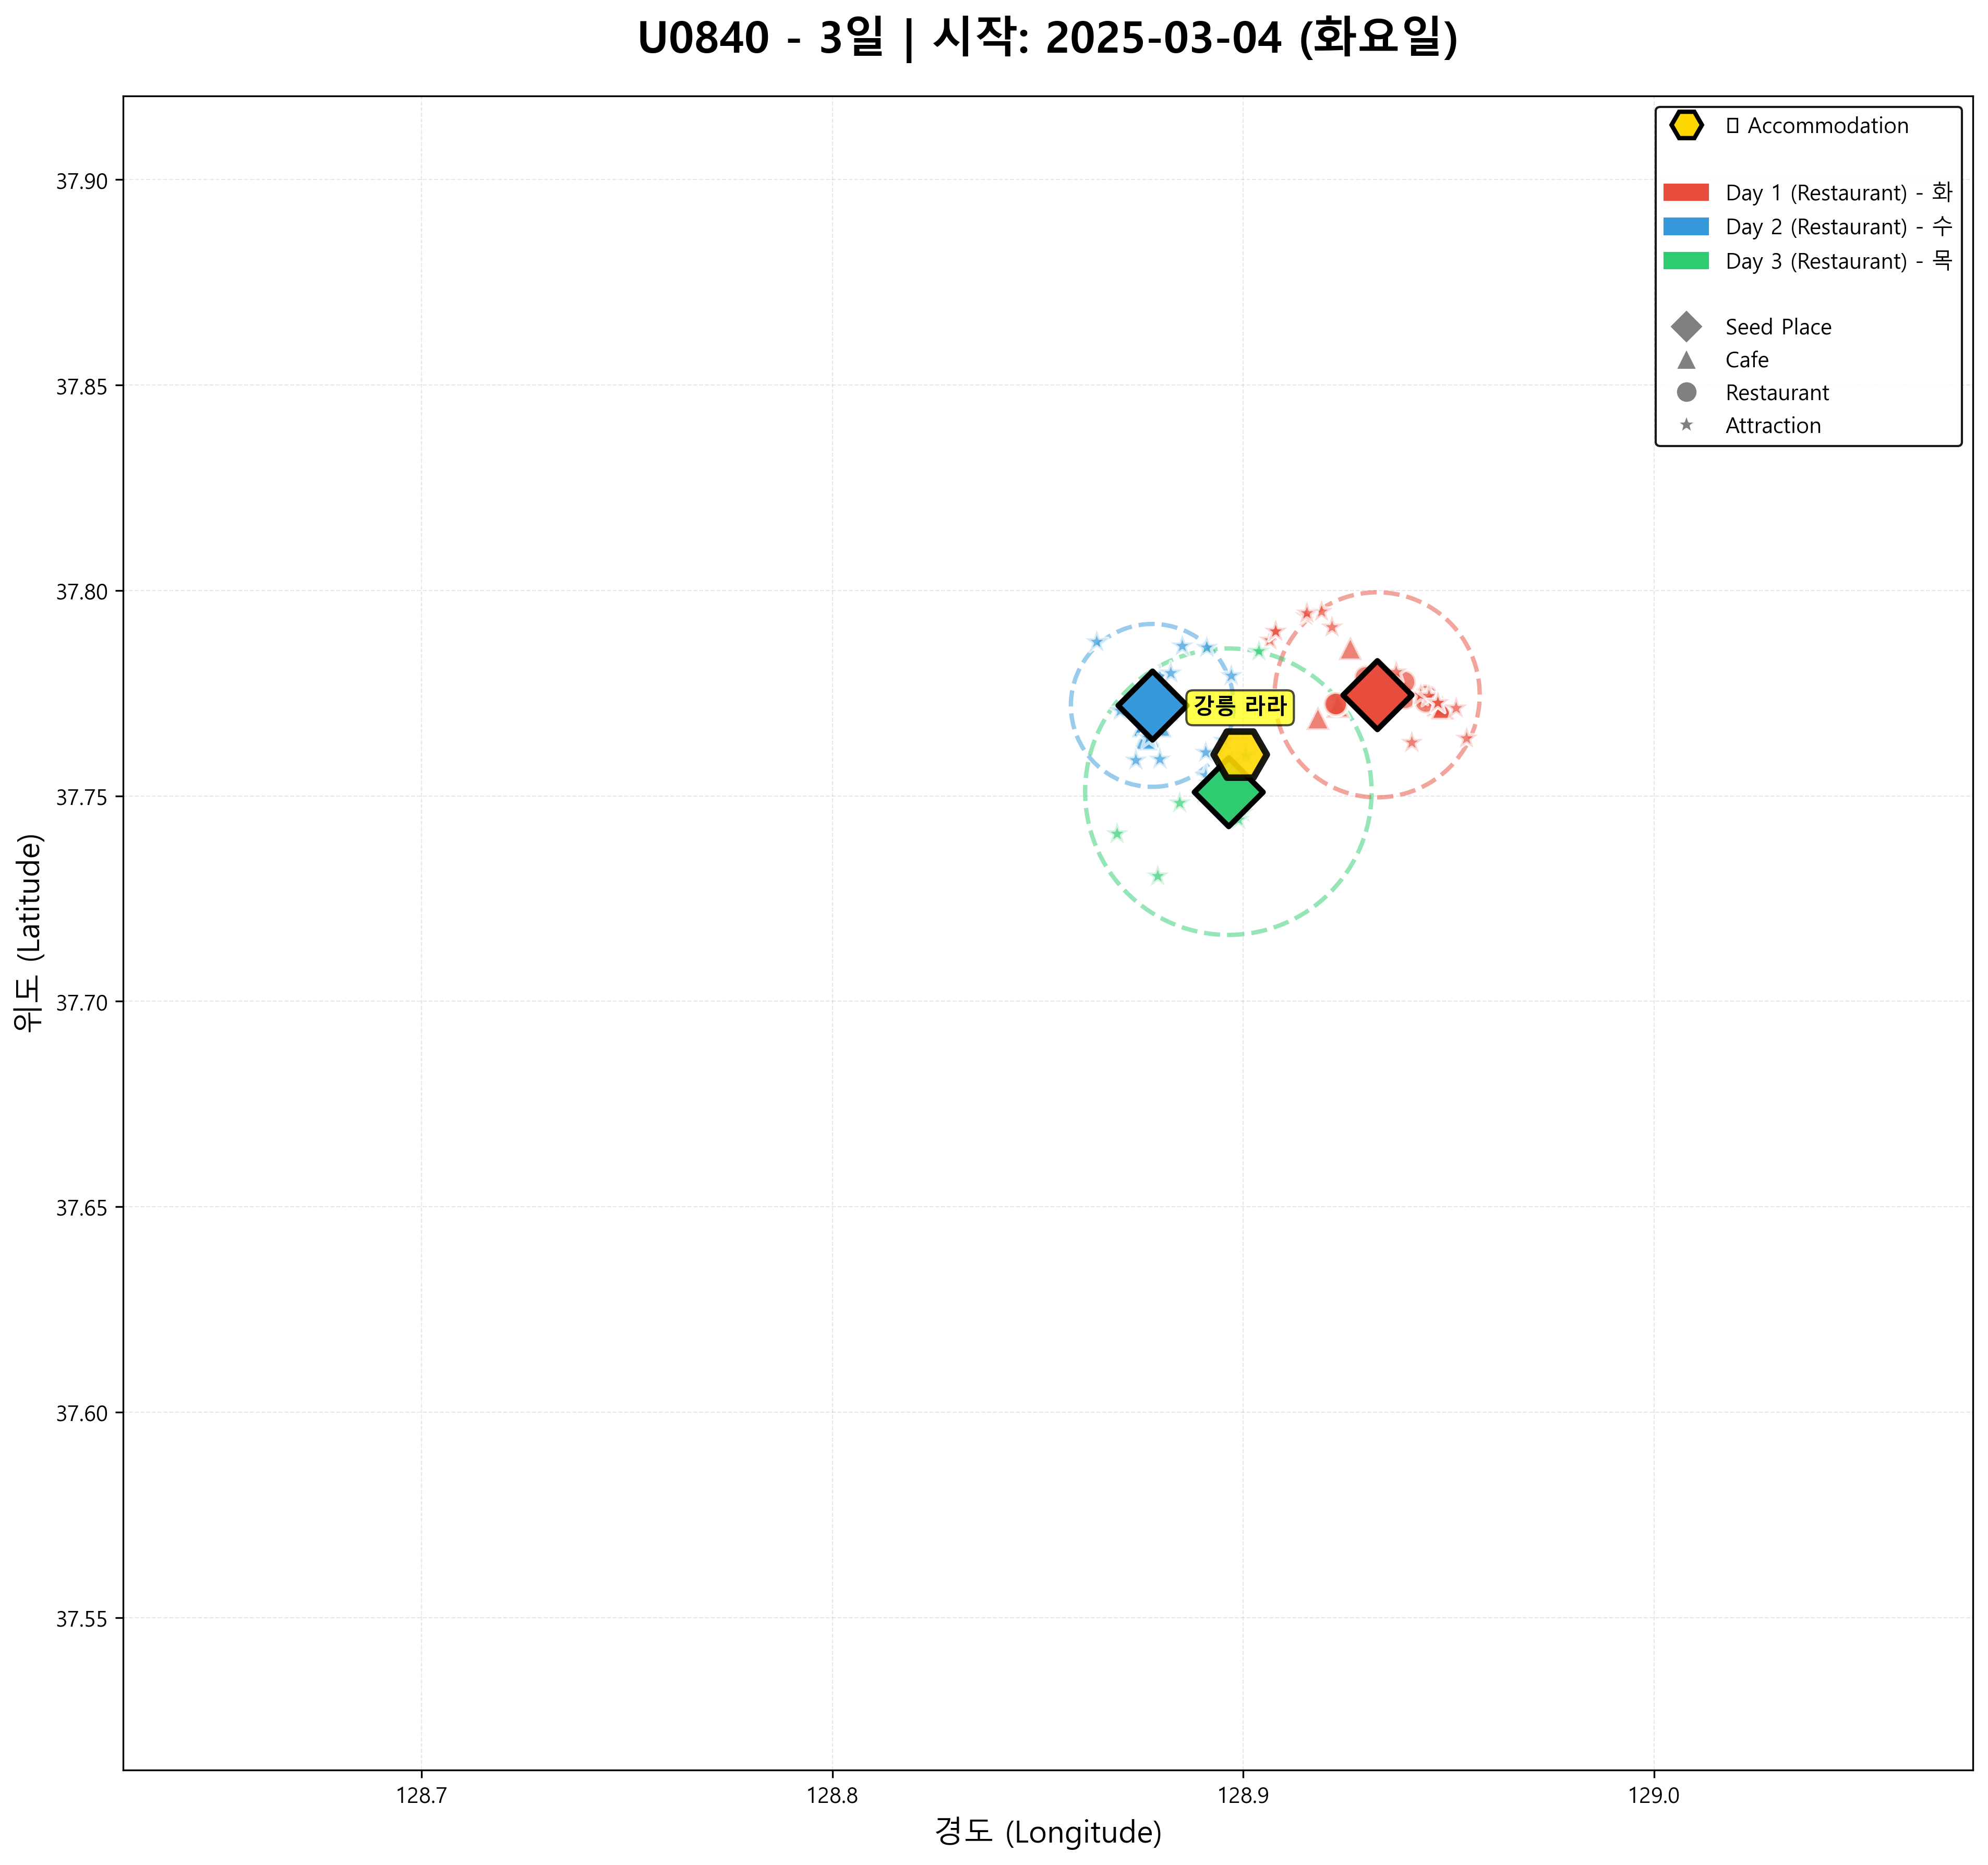 U0840 - 3일 | 시작: 2025-03-04 (화요일)
Accommodation
Day 1 (Restaurant) - 화
Day 2 (Restaurant) - 수
Day 3 (Restaurant) - 목
Seed Place
Cafe
Restaurant
Attraction
강릉 라라
위도 (Latitude)
37.90
37.85
37.80
37.75
37.70
37.65
37.60
37.55
128.7
128.8
128.9
129.0
경도 (Longitude)